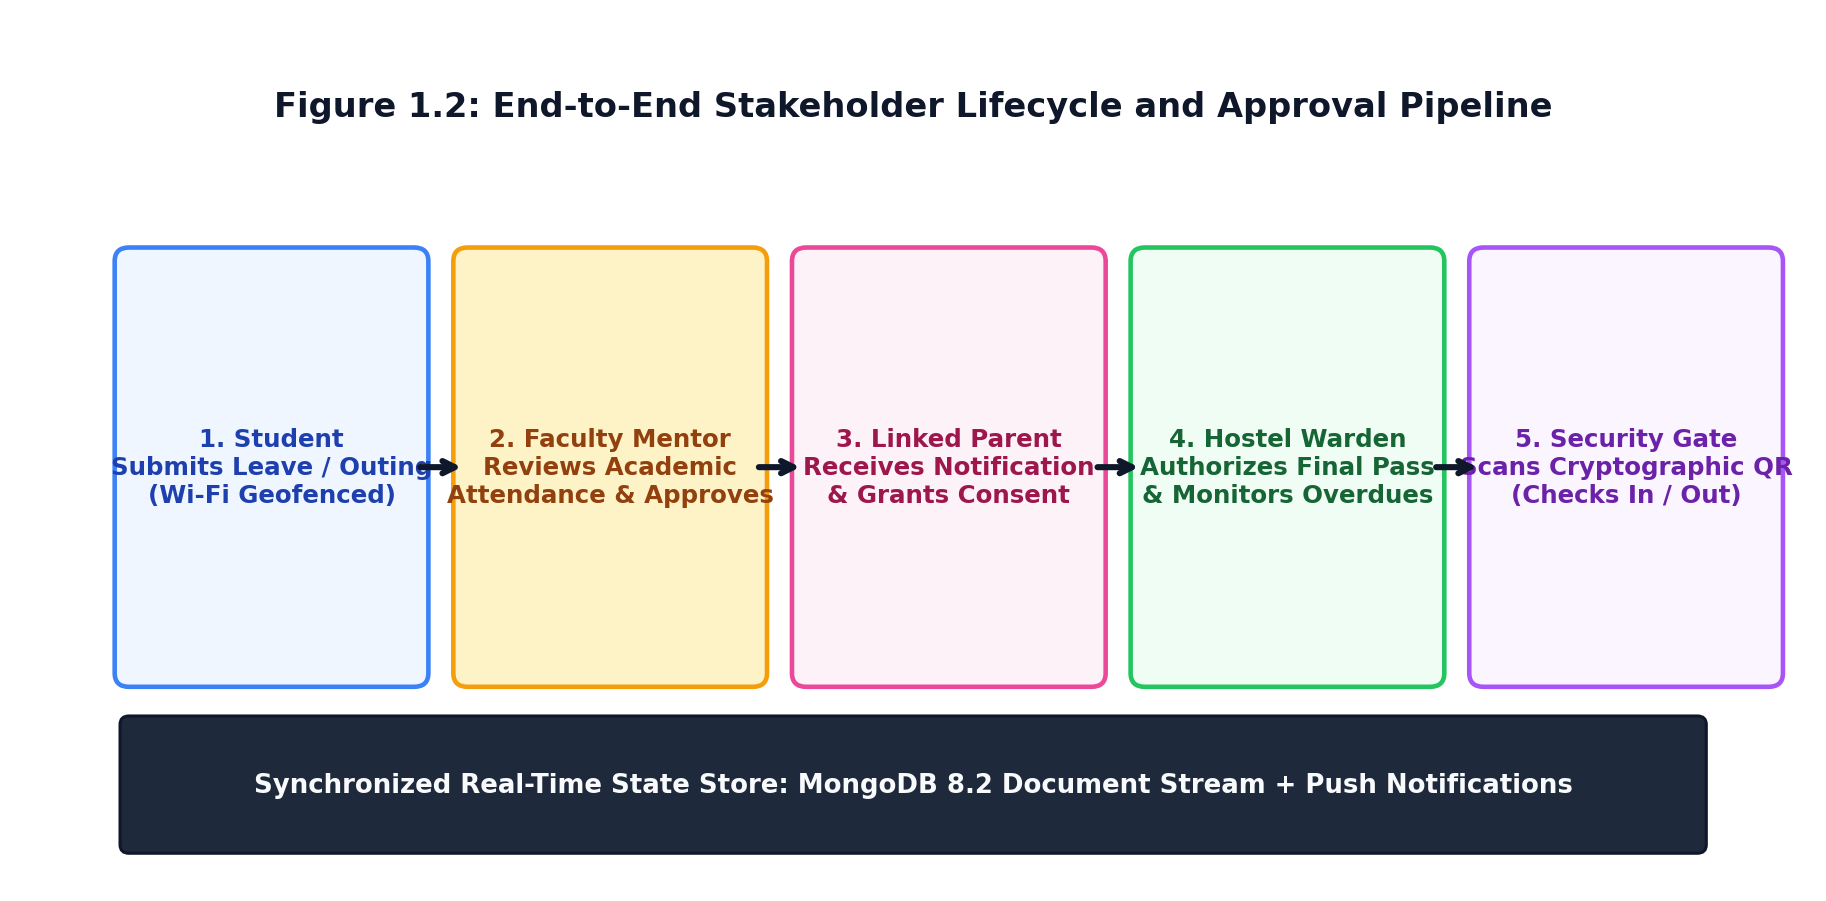 Figure 1.2: End-to-End Stakeholder Lifecycle and Approval Pipeline
1. Student
Submits Leave / Outing
(Wi-Fi Geofenced)
2. Faculty Mentor
Reviews Academic
Attendance & Approves
3. Linked Parent
Receives Notification
& Grants Consent
4. Hostel Warden
Authorizes Final Pass
& Monitors Overdues
5. Security Gate
Scans Cryptographic QR
(Checks In / Out)
Synchronized Real-Time State Store: MongoDB 8.2 Document Stream + Push Notifications